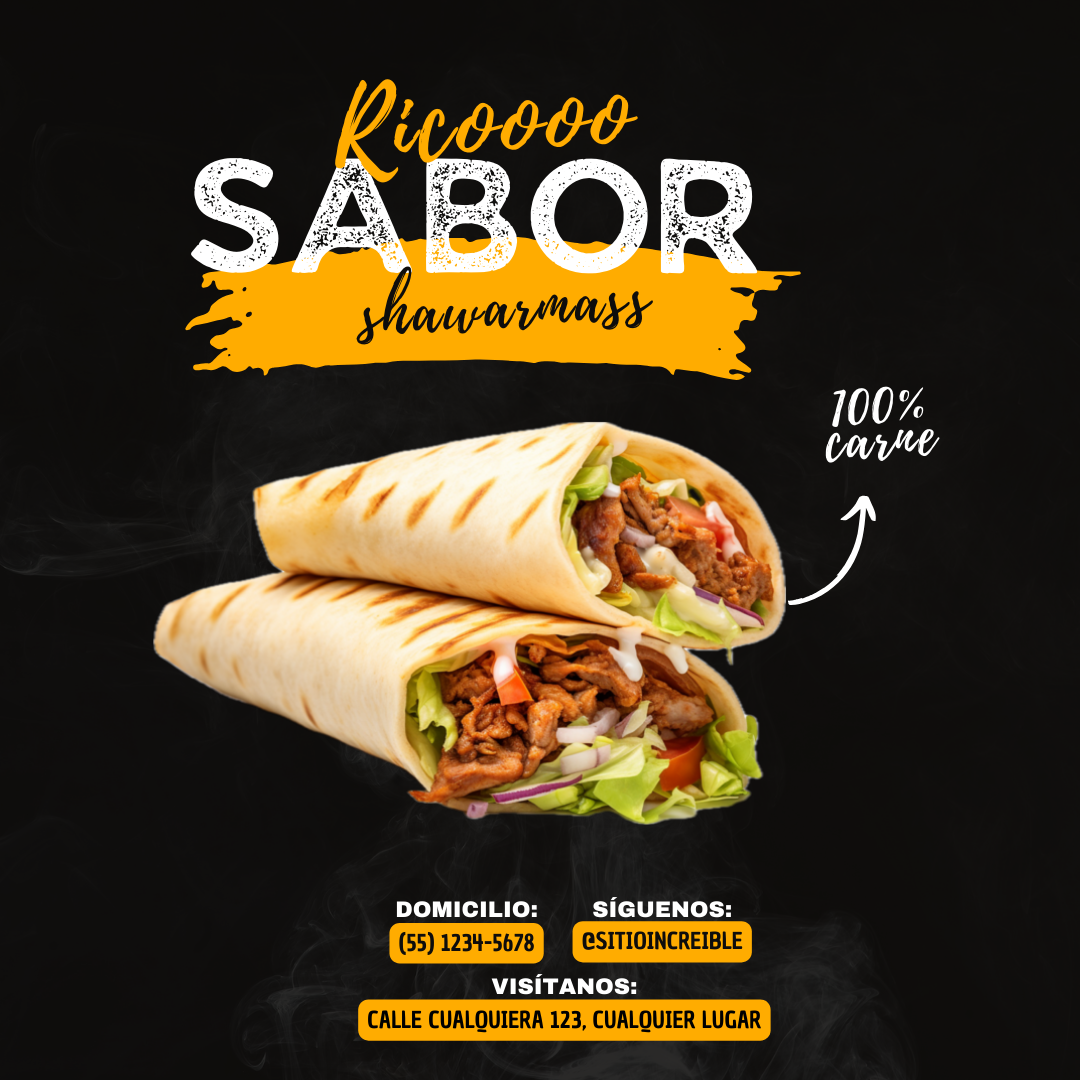 Ricoooo
SABOR
shawarmass
100%
carne
DOMICILIO:
(55) 1234-5678
SÍGUENOS:
@SITIOINCREIBLE
VISÍTANOS:
CALLE CUALQUIERA 123, CUALQUIER LUGAR